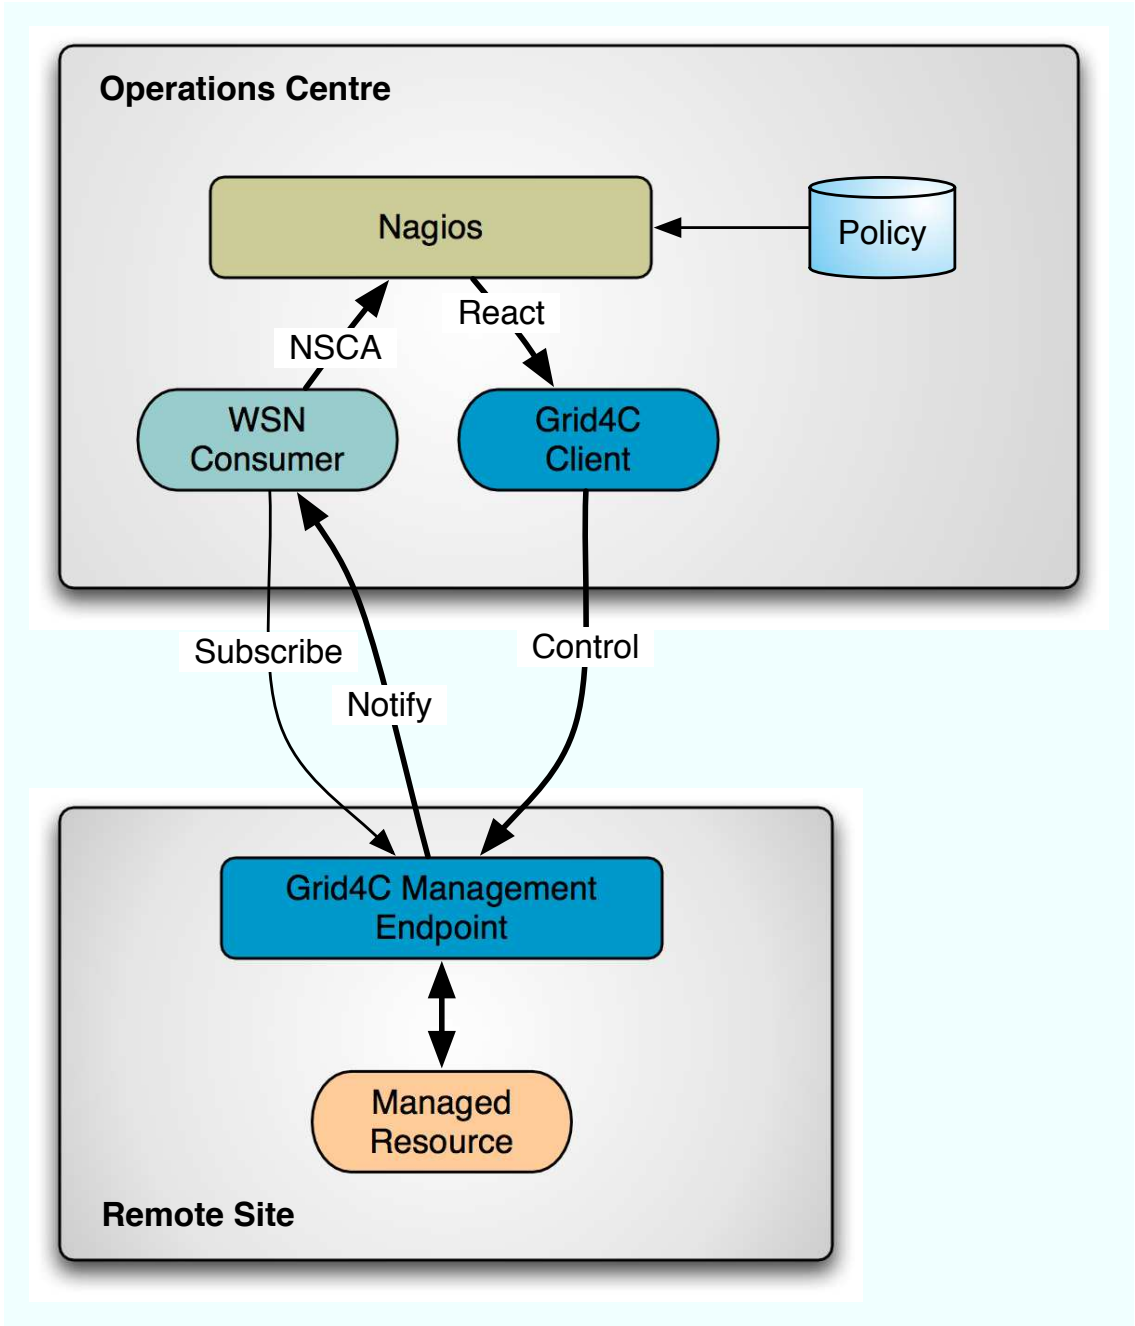 Operations Centre
Nagios
Policy
React
NSCA
WSN
Consumer
Grid4C
Client
Subscribe
Control
Notify
Grid4C Management
Endpoint
Managed
Resource
Remote Site